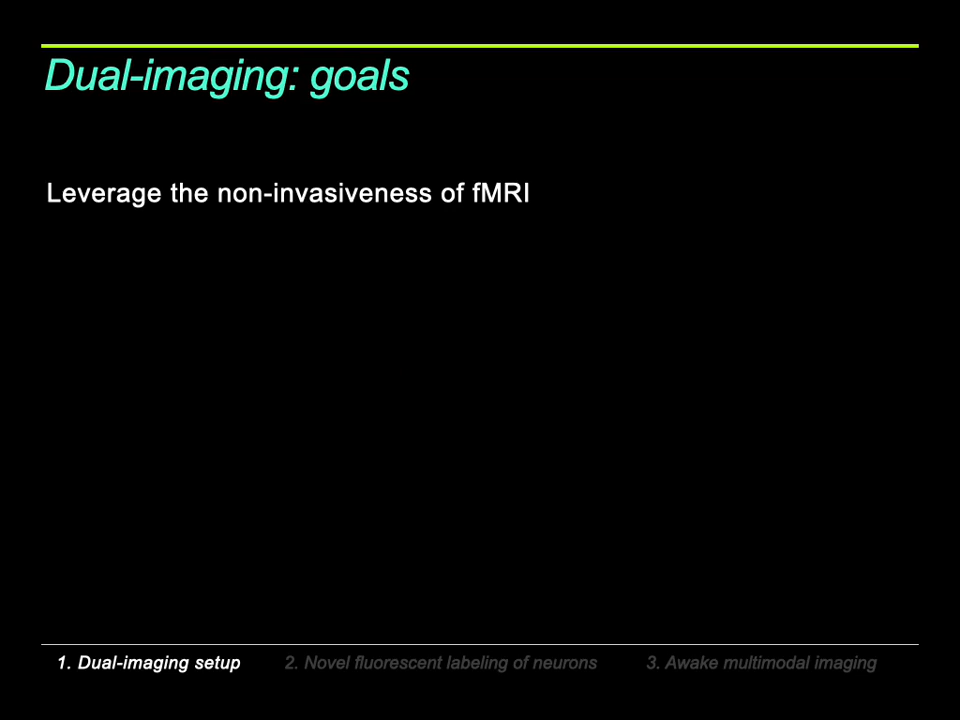 Dual-imaging: goals
Leverage the non-invasiveness of fMRI
1. Dual-imaging setup 2. Novel fluorescent labeling of neurons 3. Awake multimodal imaging